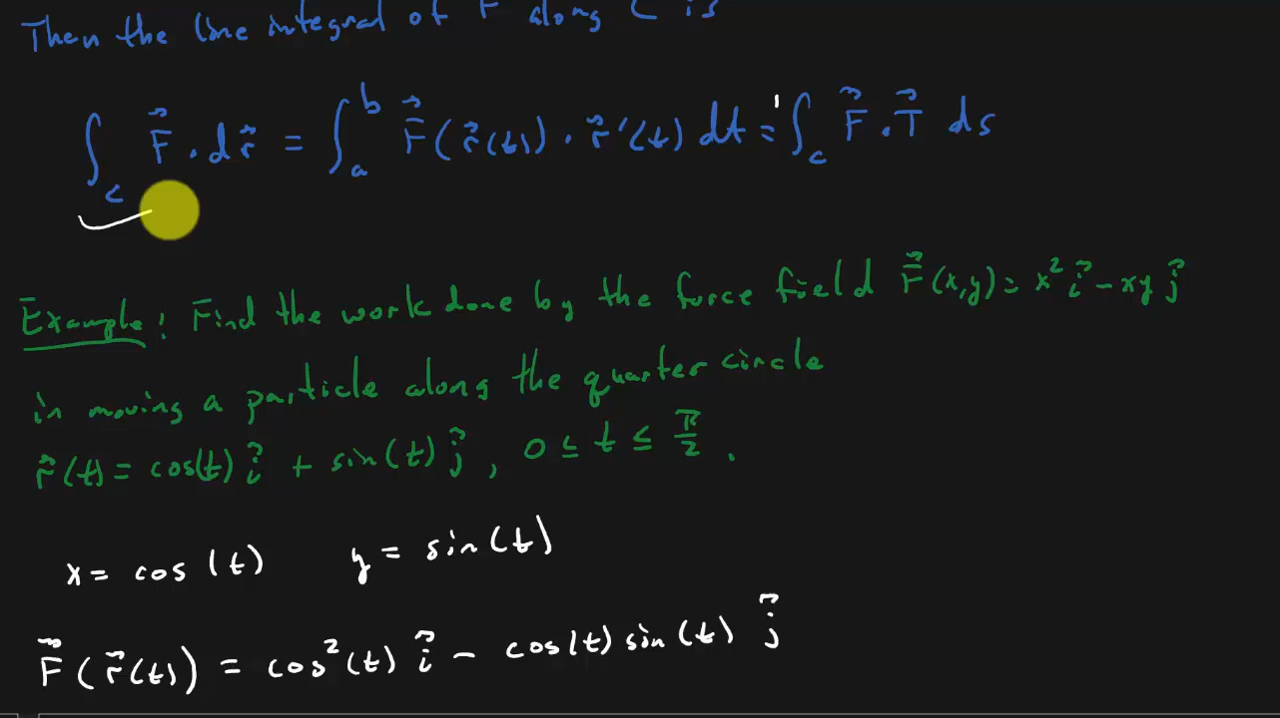 Then the line integral of F along C is
∫_C F⃗ · dr⃗ = ∫_a^b F⃗(r⃗(t)) · r⃗'(t) dt = ∫_C F⃗ · T⃗ ds
Example: Find the work done by the force field F⃗(x,y) = x² i⃗ - xy j⃗
in moving a particle along the quarter circle
r⃗(t) = cos(t) i⃗ + sin(t) j⃗, 0 ≤ t ≤ π/2.
x = cos(t) y = sin(t)
F⃗(r⃗(t)) = cos²(t) i⃗ - cos(t) sin(t) j⃗